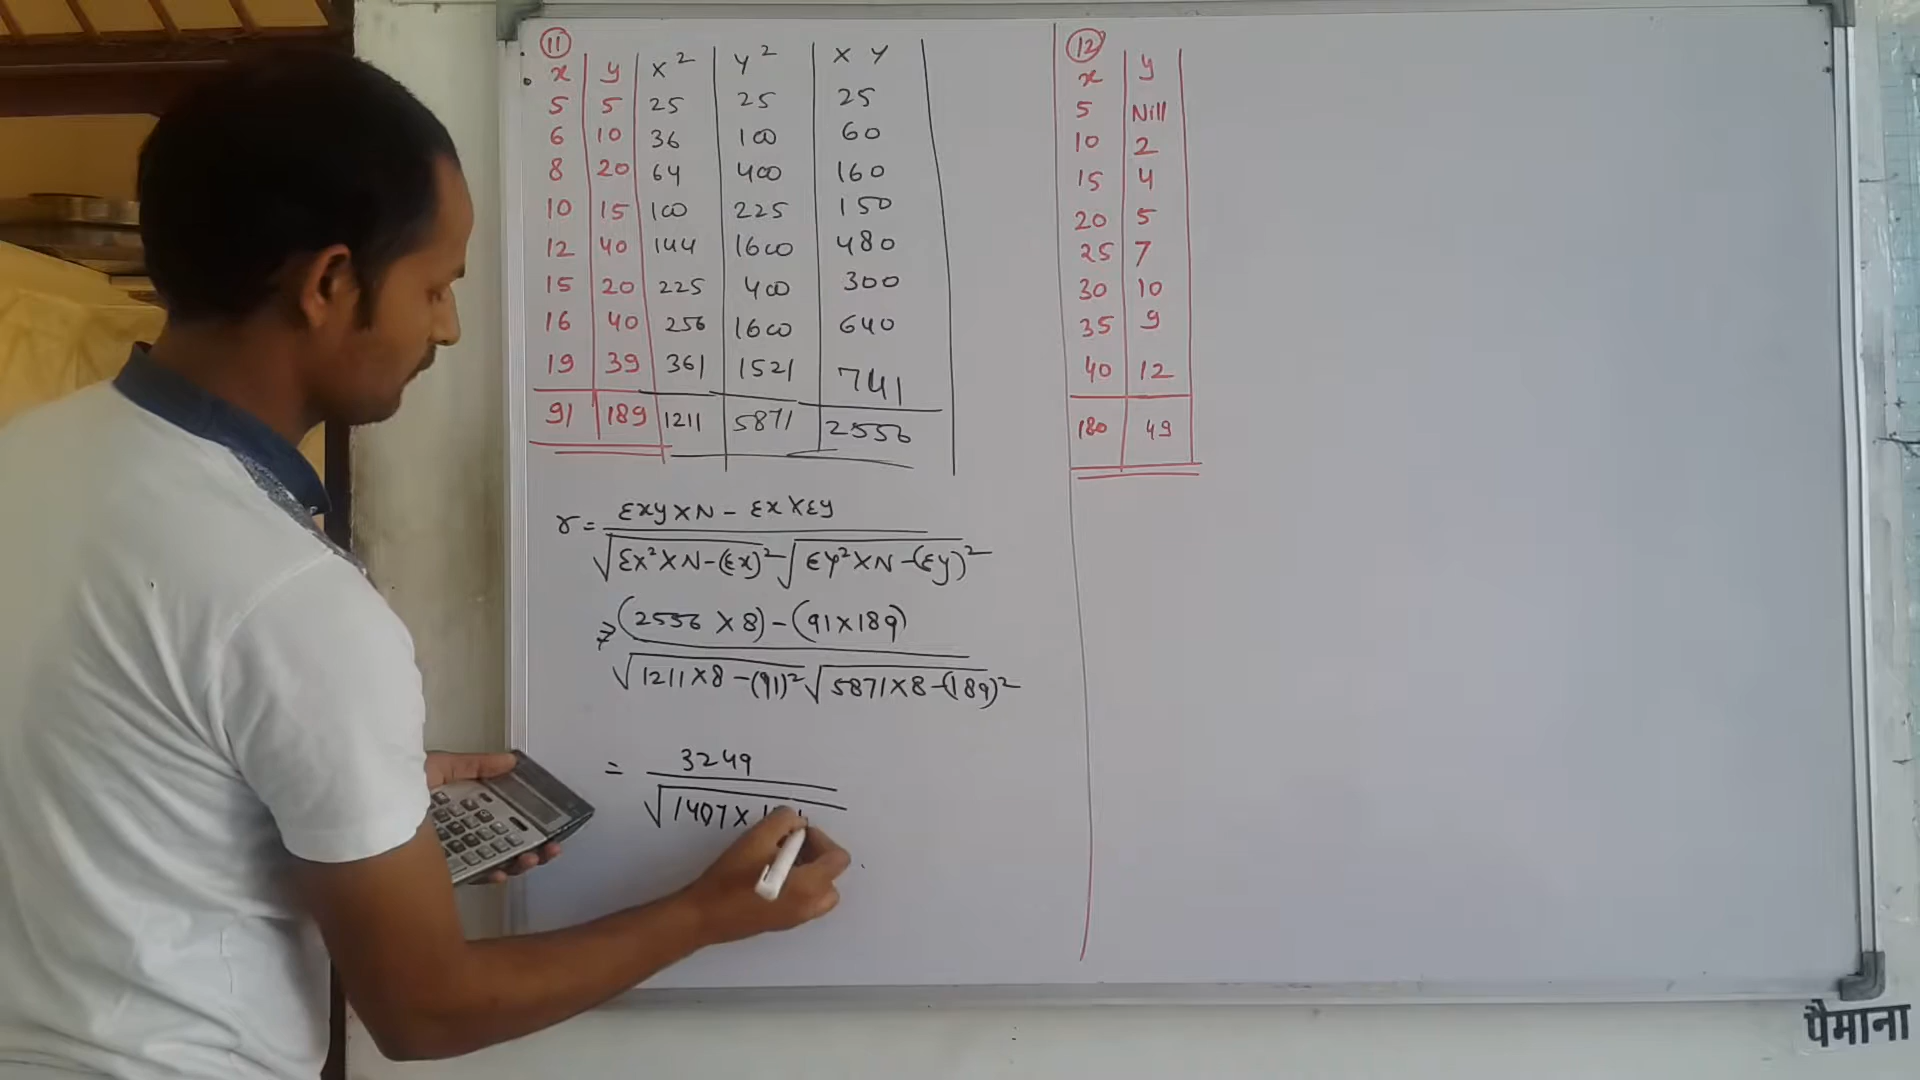 11
x y x² y² x y
5 5 25 25 25
6 10 36 100 60
8 20 64 400 160
10 15 100 225 150
12 40 144 1600 480
15 20 225 400 300
16 40 256 1600 640
19 39 361 1521 741
91 189 1211 5871 2556
r = Σxy×N - Σx×Σy
√Σx²×N-(Σx)² √Σy²×N-(Σy)²
(2556 × 8) - (91×189)
√1211×8-(91)² √5871×8-(189)²
= 3249
√1407×
12
x y
5 Nill
10 2
15 4
20 5
25 7
30 10
35 9
40 12
180 49
पैमाना